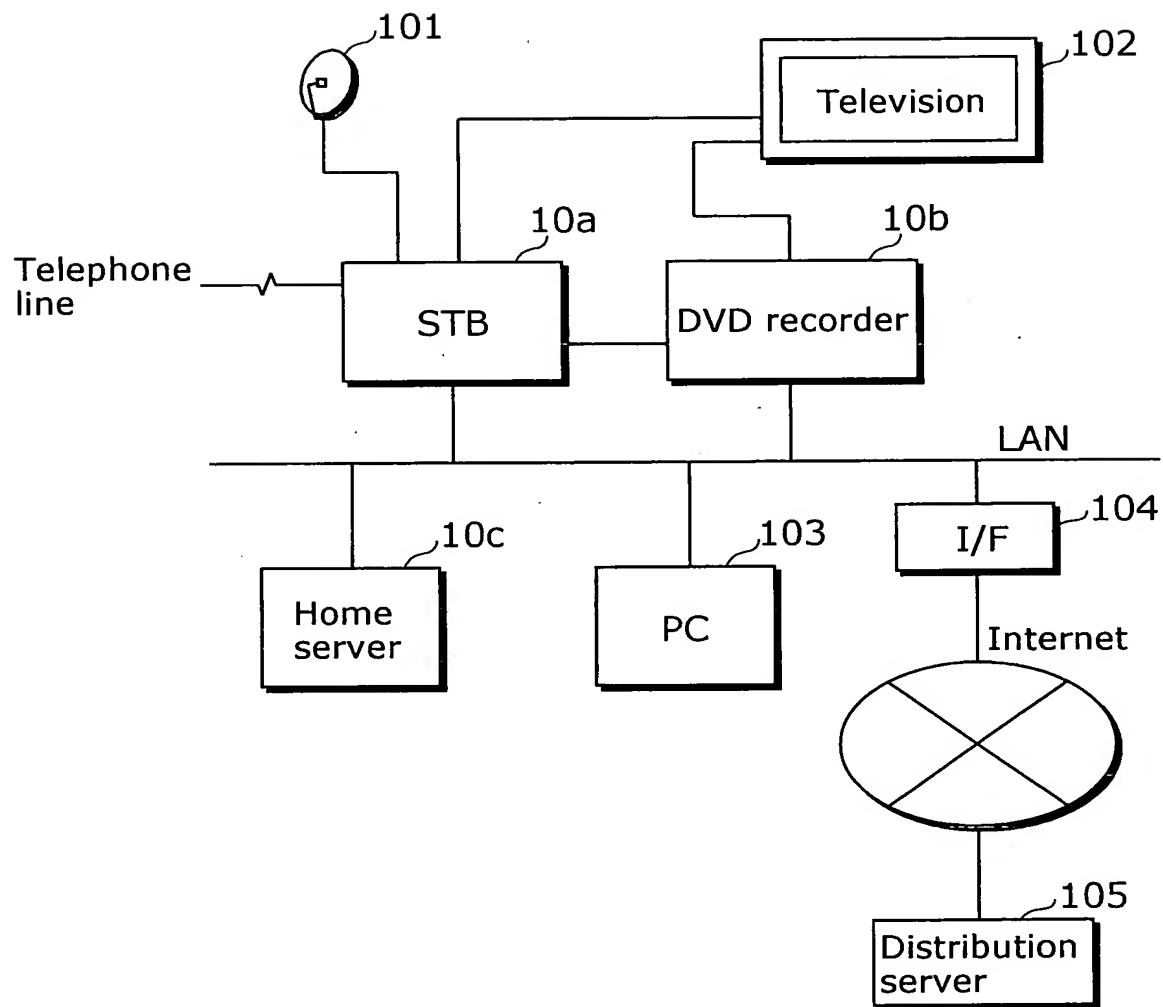 101
102
Television
10a
10b
Telephone
line
STB
DVD recorder
LAN
10c
103
104
I/F
Home
server
PC
Internet
105
Distribution
server